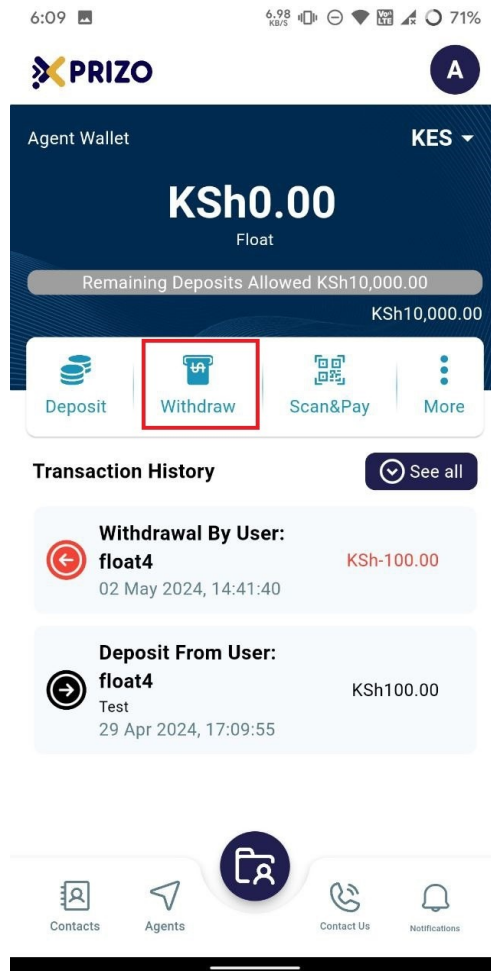 6:09 6.98 KB/S Vo) LTE 71%
PRIZO
A
Agent Wallet KES
KSh0.00
Float
Remaining Deposits Allowed KSh10,000.00
KSh10,000.00
Deposit Withdraw Scan&Pay More
Transaction History See all
Withdrawal By User:
float4 KSh-100.00
02 May 2024, 14:41:40
Deposit From User:
float4 KSh100.00
Test
29 Apr 2024, 17:09:55
Contacts Agents Contact Us Notifications